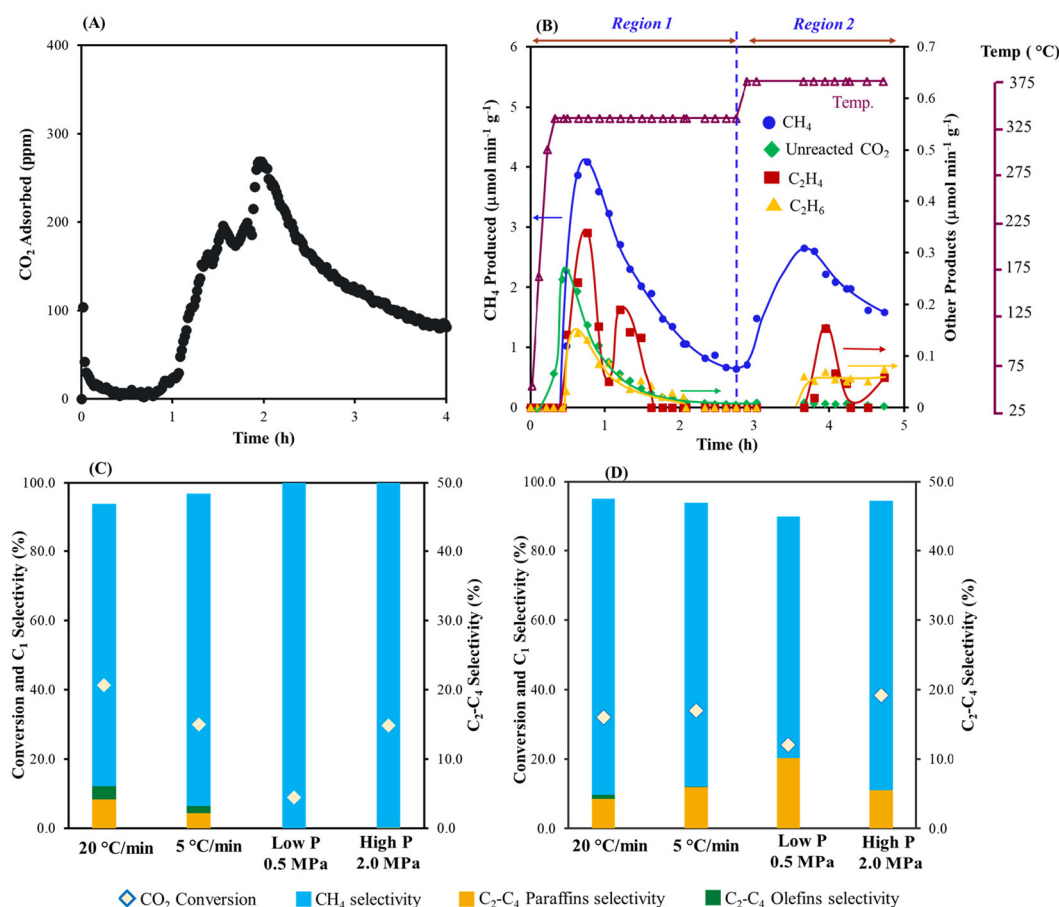 (A)
400
300
200
100
0
CO₂ Adsorbed (ppm)
0 1 2 3 4
Time (h)
(B)
Region 1
Region 2
6
5
4
3
2
1
0
CH₄ Produced (µmol min⁻¹ g⁻¹)
0.7
0.6
0.5
0.4
0.3
0.2
0.1
0
Other Products (µmol min⁻¹ g⁻¹)
Temp.
CH₄
Unreacted CO₂
C₂H₄
C₂H₆
0 1 2 3 4 5
Time (h)
Temp ( °C)
375
325
275
225
175
125
75
25
(C)
100.0
80.0
60.0
40.0
20.0
0.0
Conversion and C₁ Selectivity (%)
50.0
40.0
30.0
20.0
10.0
0.0
C₂-C₄ Selectivity (%)
20 °C/min 5 °C/min Low P High P
0.5 MPa 2.0 MPa
(D)
100.0
80.0
60.0
40.0
20.0
0.0
Conversion and C₁ Selectivity (%)
50.0
40.0
30.0
20.0
10.0
0.0
C₂-C₄ Selectivity (%)
20 °C/min 5 °C/min Low P High P
0.5 MPa 2.0 MPa
CO₂ Conversion CH₄ selectivity C₂-C₄ Paraffins selectivity C₂-C₄ Olefins selectivity